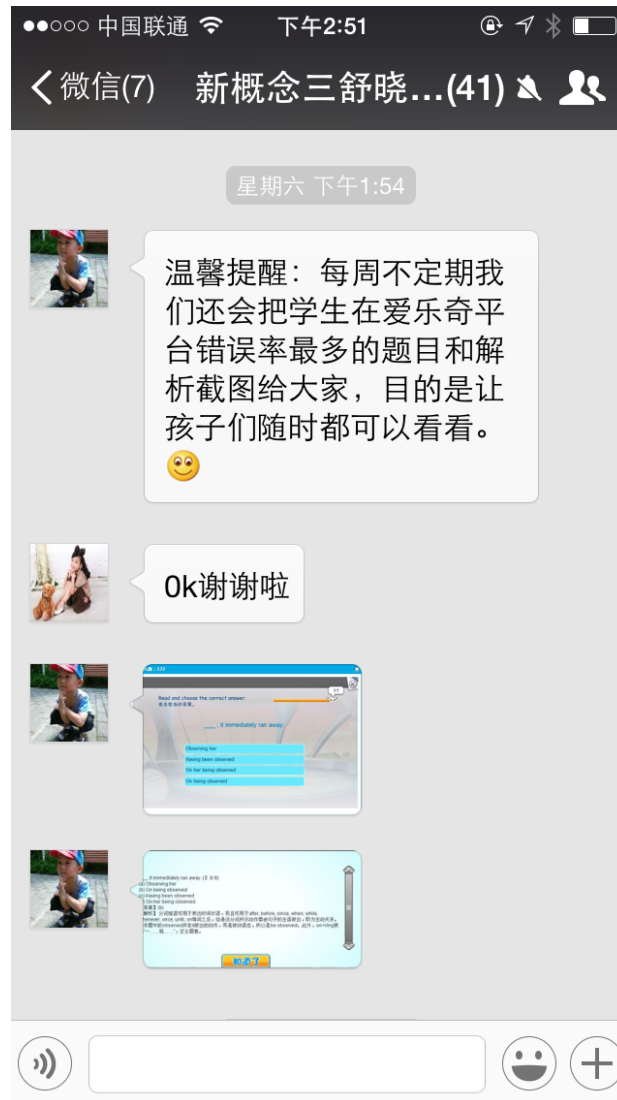 中国联通
下午2:51
微信(7)
新概念三舒晓...(41)
星期六 下午1:54
温馨提醒：每周不定期我
们还会把学生在爱乐奇平
台错误率最多的题目和解
析截图给大家，目的是让
孩子们随时都可以看看。
Ok谢谢啦
Read and choose the correct answer.
____, it immediately ran away.
Observing her
Having been observed
On her being observed
On being observed
it immediately ran away.
Observing her
On being observed
Having been observed
On her being observed
知道了